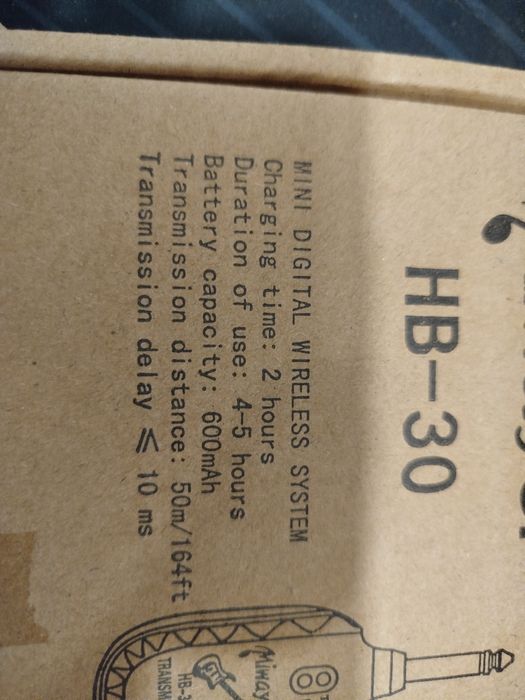 HB-30
MINI DIGITAL WIRELESS SYSTEM
Charging time: 2 hours
Duration of use: 4-5 hours
Battery capacity: 600mAh
Transmission distance: 50m/164ft
Transmission delay ⩽ 10 ms